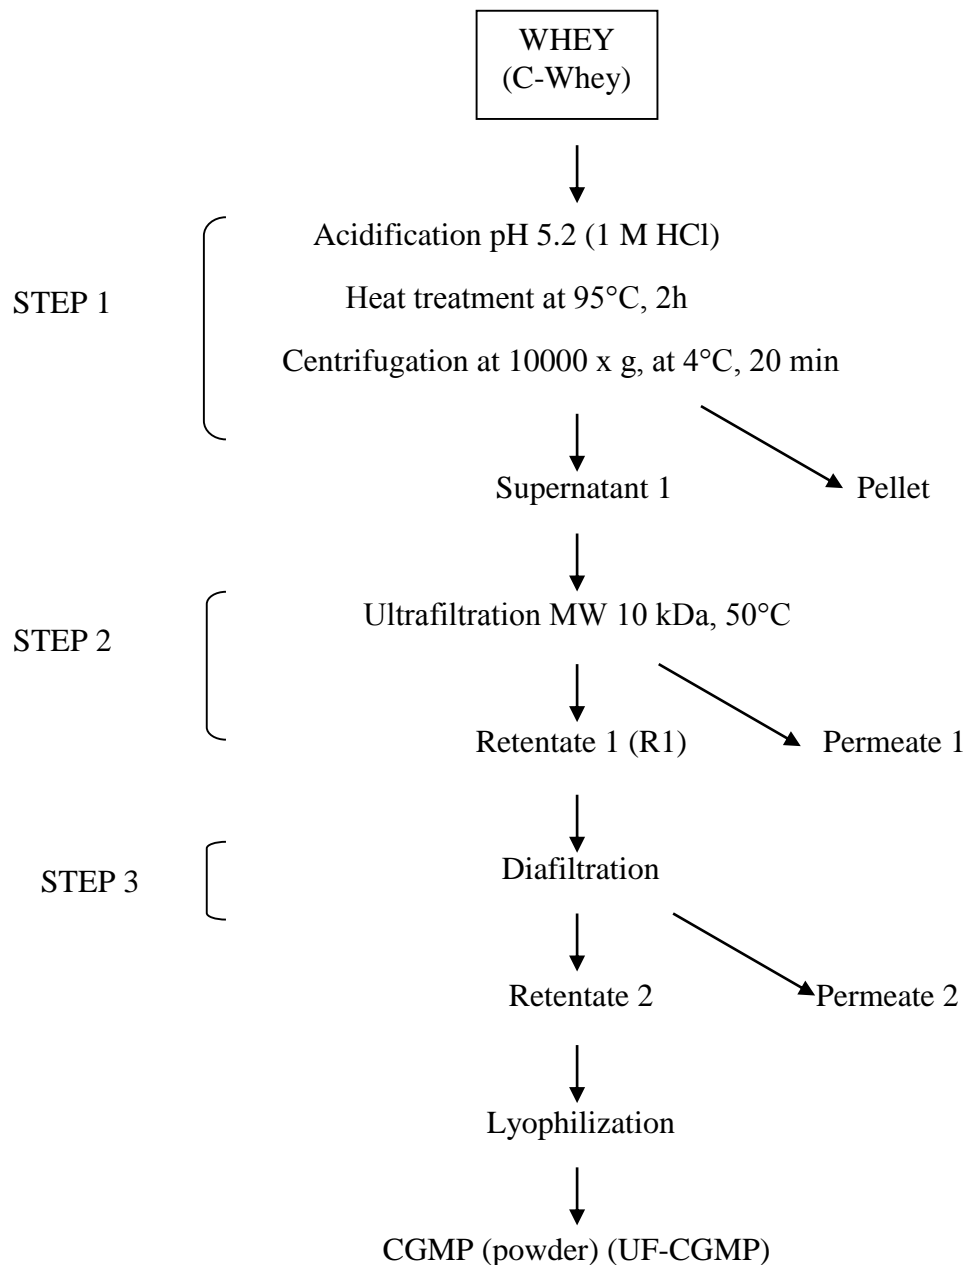 WHEY
(C-Whey)
Acidification pH 5.2 (1 M HCl)
STEP 1
Heat treatment at 95°C, 2h
Centrifugation at 10000 x g, at 4°C, 20 min
Supernatant 1
Pellet
Ultrafiltration MW 10 kDa, 50°C
STEP 2
Retentate 1 (R1)
Permeate 1
Diafiltration
STEP 3
Retentate 2
Permeate 2
Lyophilization
CGMP (powder) (UF-CGMP)